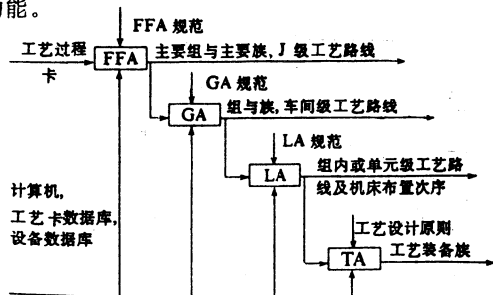 功能。
FFA 规范
工艺过程
卡
FFA
主要组与主要族, J 级工艺路线
GA 规范
GA
组与族, 车间级工艺路线
LA 规范
LA
组内或单元级工艺路
线及机床布置次序
计算机,
工艺卡数据库,
设备数据库
工艺设计原则
TA
工艺装备族